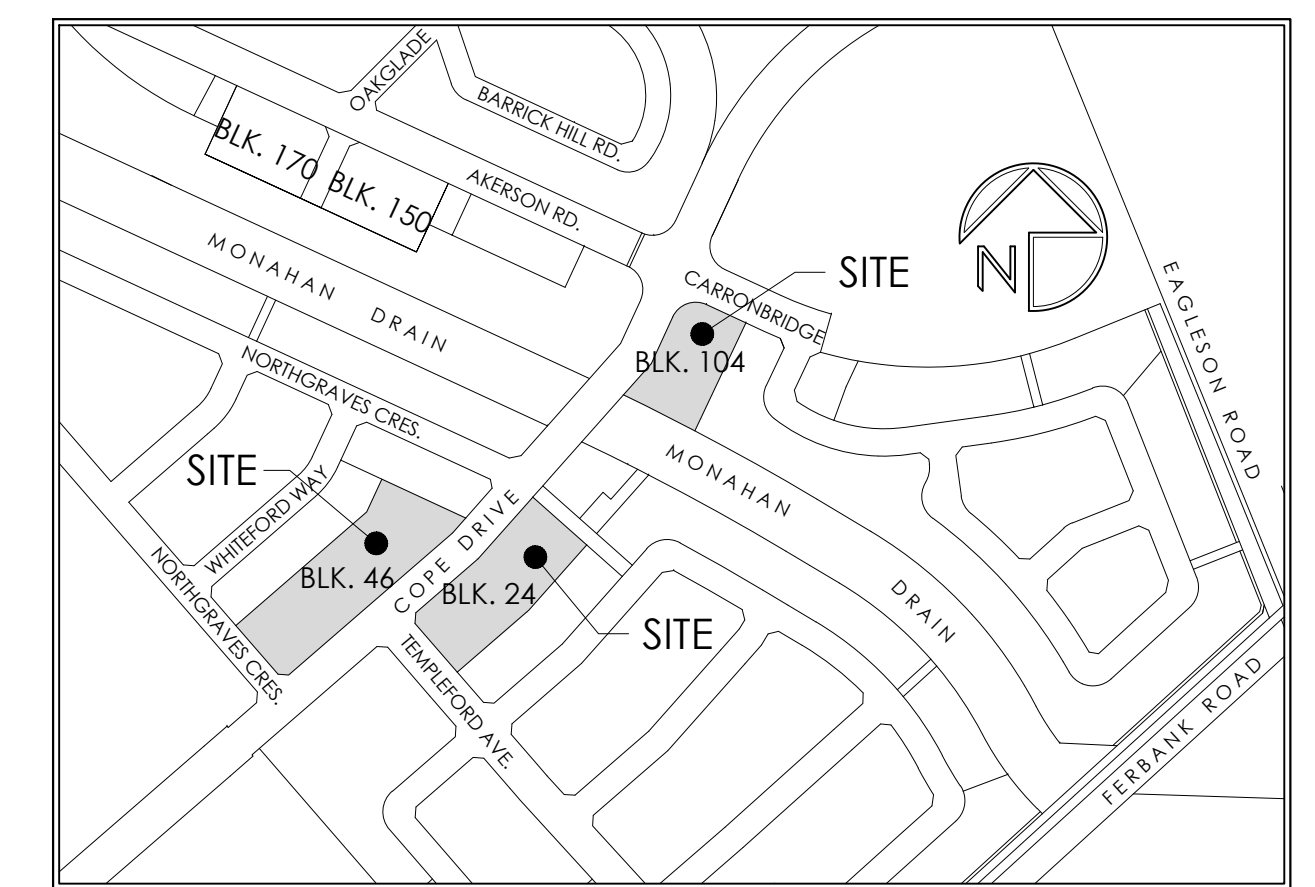 OAKGLADE
BARRICK HILL RD.
BLK. 170
BLK. 150
AKERSON RD.
MONAHAN DRAIN
CARRONBRIDGE
SITE
BLK. 104
N
EAGLESON ROAD
NORTHGRAVES CRES.
SITE
WHITEFORD WAY
BLK. 46
NORTHGRAVES CRES.
COPE DRIVE
BLK. 24
SITE
MONAHAN DRAIN
TEMPLEFORD AVE.
FERBANK ROAD